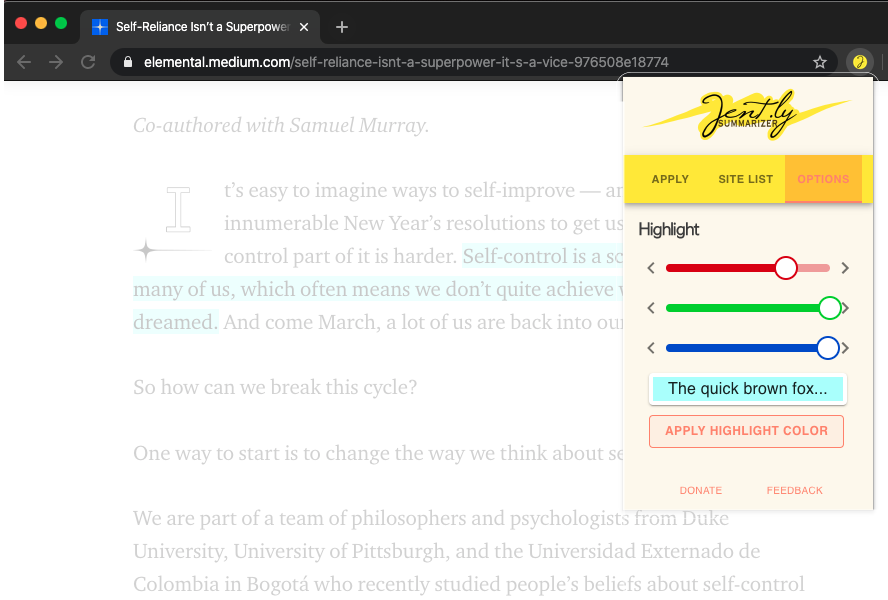 Self-Reliance Isn't a Superpower
elemental.medium.com/self-reliance-isnt-a-superpower-it-s-a-vice-976508e18774
Jent.ly
SUMMARIZER
APPLY SITE LIST OPTIONS
Highlight
The quick brown fox...
APPLY HIGHLIGHT COLOR
DONATE FEEDBACK
Co-authored with Samuel Murray.
It's easy to imagine ways to self-improve — 
innumerable New Year's resolutions to get us
control part of it is harder. Self-control is a
many of us, which often means we don't quite achieve
dreamed. And come March, a lot of us are back into our
So how can we break this cycle?
One way to start is to change the way we think about
We are part of a team of philosophers and psychologists from Duke
University, University of Pittsburgh, and the Universidad Externado de
Colombia in Bogotá who recently studied people's beliefs about self-control